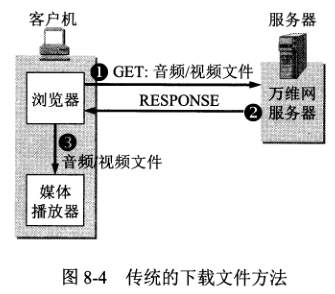 客户机
服务器
❶ GET: 音频/视频文件
浏览器
RESPONSE
❷
万维网
服务器
❸
音频/视频文件
媒体
播放器
图 8-4 传统的下载文件方法